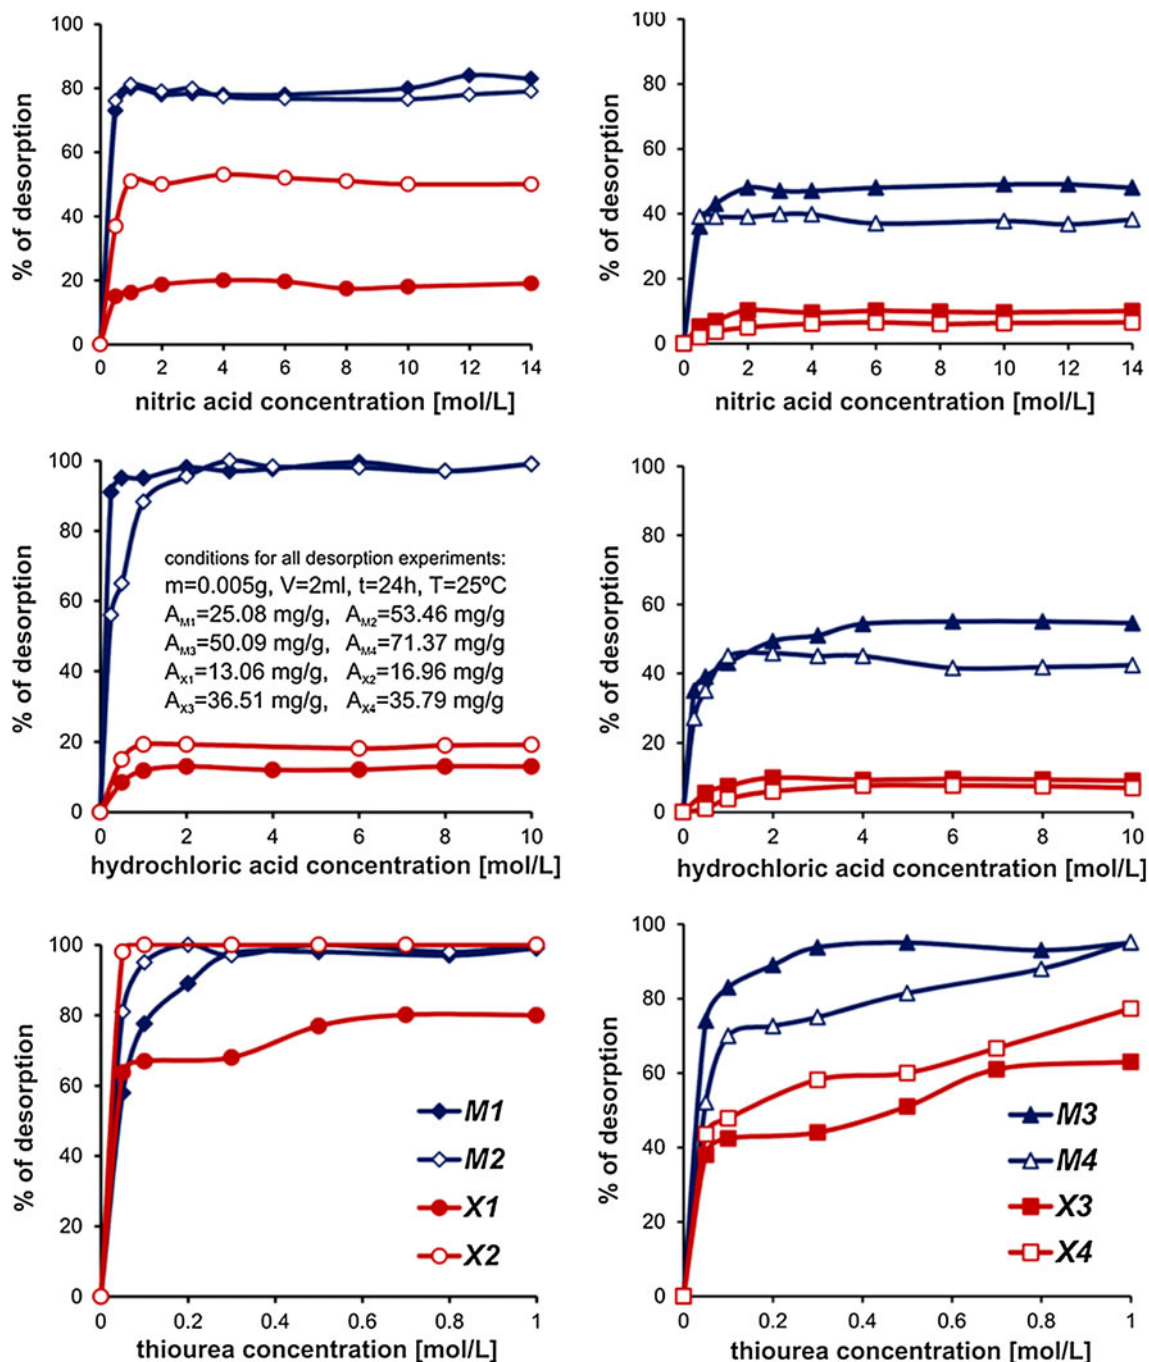 100
80
60
40
20
0
% of desorption
0 2 4 6 8 10 12 14
nitric acid concentration [mol/L]
100
80
60
40
20
0
% of desorption
0 2 4 6 8 10 12 14
nitric acid concentration [mol/L]
100
80
60
40
20
0
% of desorption
conditions for all desorption experiments:
m=0.005g, V=2ml, t=24h, T=25ºC
A_M1=25.08 mg/g, A_M2=53.46 mg/g
A_M3=50.09 mg/g, A_M4=71.37 mg/g
A_X1=13.06 mg/g, A_X2=16.96 mg/g
A_X3=36.51 mg/g, A_X4=35.79 mg/g
0 2 4 6 8 10
hydrochloric acid concentration [mol/L]
100
80
60
40
20
0
% of desorption
0 2 4 6 8 10
hydrochloric acid concentration [mol/L]
100
80
60
40
20
0
% of desorption
M1
M2
X1
X2
0 0.2 0.4 0.6 0.8 1
thiourea concentration [mol/L]
100
80
60
40
20
0
% of desorption
M3
M4
X3
X4
0 0.2 0.4 0.6 0.8 1
thiourea concentration [mol/L]